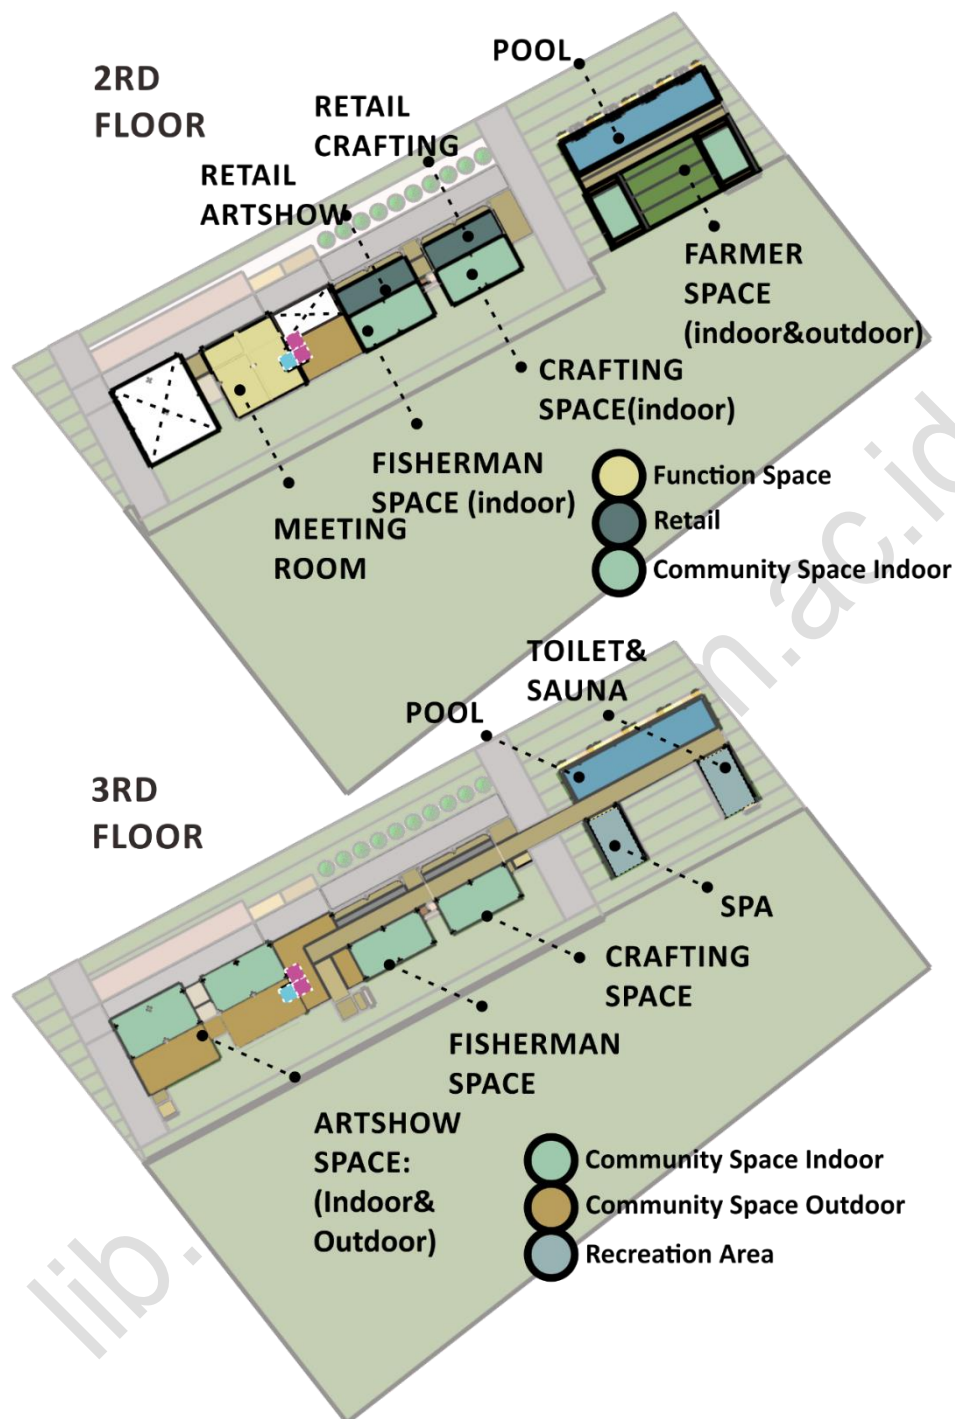 2RD
FLOOR
POOL
RETAIL
CRAFTING
RETAIL
ARTSHOW
FARMER
SPACE
(indoor&outdoor)
CRAFTING
SPACE(indoor)
FISHERMAN
SPACE (indoor)
MEETING
ROOM
Function Space
Retail
Community Space Indoor
3RD
FLOOR
TOILET&
SAUNA
POOL
SPA
CRAFTING
SPACE
FISHERMAN
SPACE
ARTSHOW
SPACE:
(Indoor&
Outdoor)
Community Space Indoor
Community Space Outdoor
Recreation Area